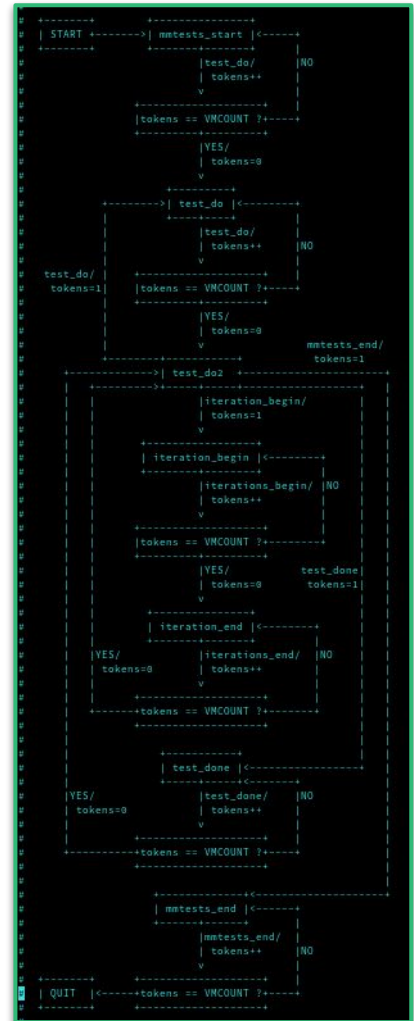 # +-------+         +----------------+
# | START +-------->| mmtests_start |<-----+
# +-------+         +-------+--------+
# |test_do/ |NO
# | tokens++ |
# v |
# +--------------------+ |
# |tokens == VMCOUNT ?+----+
# +---------+----------+
# |YES/
# | tokens=0
# v
# +----------+
# +--------->| test_do |<---------+
# | +----+-----+ |
# | |test_do/ |
# | | tokens++ |NO
# | v |
# test_do/ | +--------------------+ |
# tokens=1| |tokens == VMCOUNT ?+----+
# | +---------+----------+
# | |YES/
# | | tokens=0
# | v mmtests_end/
# +--------+------------+ tokens=1
# +-------------->| test_do2 +----------------------+
# | +---------->+-----+------+------------------+ |
# | | |iteration_begin/ | |
# | | | tokens=1 | |
# | | v | |
# | | +------------------+ | |
# | | | iteration_begin |<--------+ | |
# | | +---------+--------+ | | |
# | | |iterations_begin/ |NO | |
# | | | tokens++ | | |
# | | v | | |
# | | +--------------------+ | | |
# | | |tokens == VMCOUNT ?+--------+ | |
# | | +---------+----------+ | |
# | | |YES/ test_done| |
# | | | tokens=0 tokens=1| |
# | | v | |
# | | +----------------+ | |
# | | | iteration_end |<--------+ | |
# | | +-------+--------+ | | |
# | |YES/ |iterations_end/ |NO | |
# | | tokens=0 | tokens++ | | |
# | | v | | |
# | | +--------------------+ | | |
# | +-------+tokens == VMCOUNT ?+-------+ | |
# | +--------------------+ | |
# | | |
# | +------------+ | |
# | | test_done |<-----------------+ |
# | +-----+------+<-------+ |
# |YES/ |test_done/ |NO |
# | tokens=0 | tokens++ | |
# | v | |
# | +--------------------+ | |
# +-----------+tokens == VMCOUNT ?+----+ |
# +--------------------+ |
# |
# +--------------+<---------------------+
# | mmtests_end |<------+
# +------+-------+ |
# |mmtests_end/ |
# | tokens++ |NO
# v |
# +-------+ +--------------------+ |
# | QUIT |<-----+tokens == VMCOUNT ?+----+
# +-------+ +--------------------+